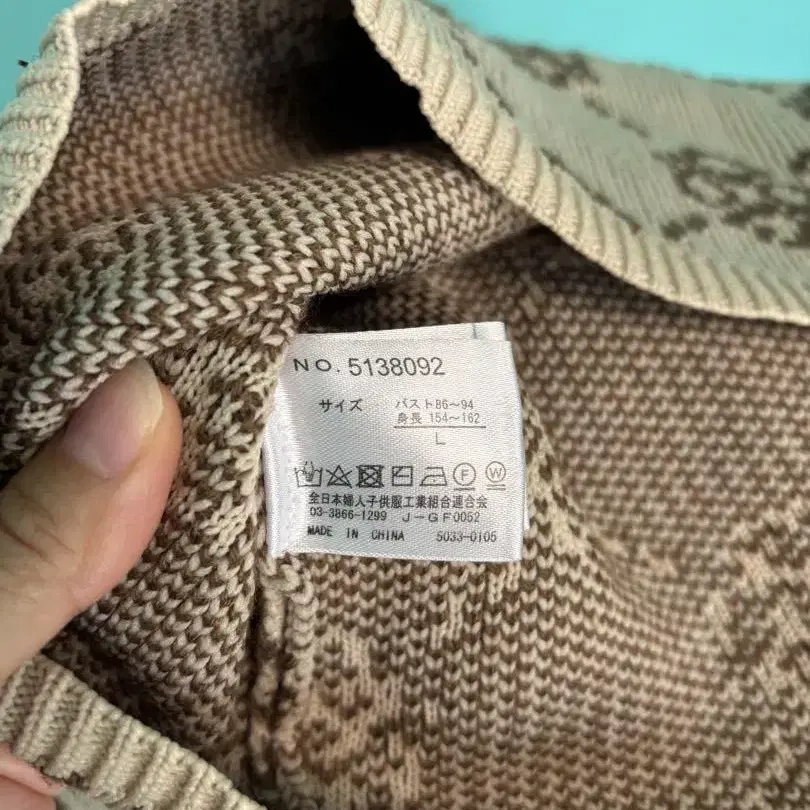 NO. 5138092
サイズ バスト86〜94
身長 154〜162
L
F W
全日本婦人子供服工業組合連合会
03-3866-1299 J-GF0052
MADE IN CHINA 5033-0105